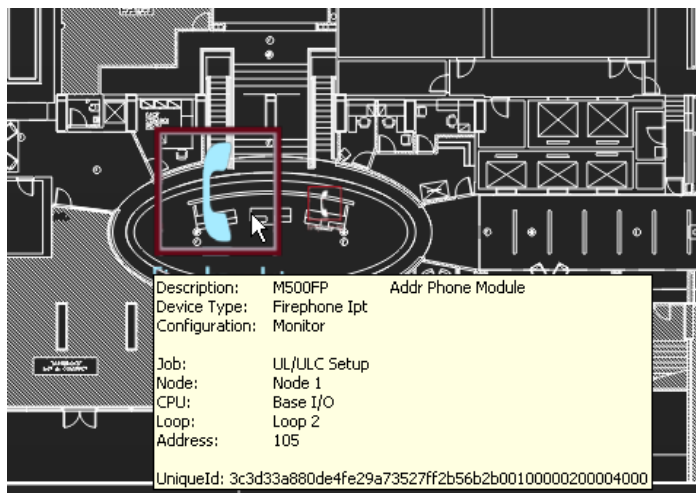 Description: M500FP Addr Phone Module
Device Type: Firephone Ipt
Configuration: Monitor
Job: UL/ULC Setup
Node: Node 1
CPU: Base I/O
Loop: Loop 2
Address: 105
UniqueId: 3c3d33a880de4fe29a73527ff2b56b2b00100000200004000